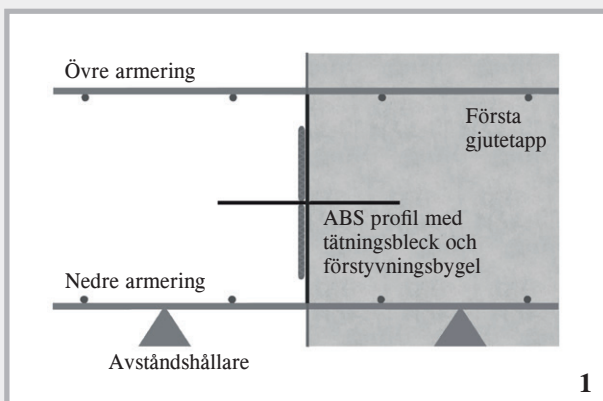 Övre armering
Första
gjutetapp
ABS profil med
tätningsbleck och
förstyvningsbygel
Nedre armering
Avståndshållare
1